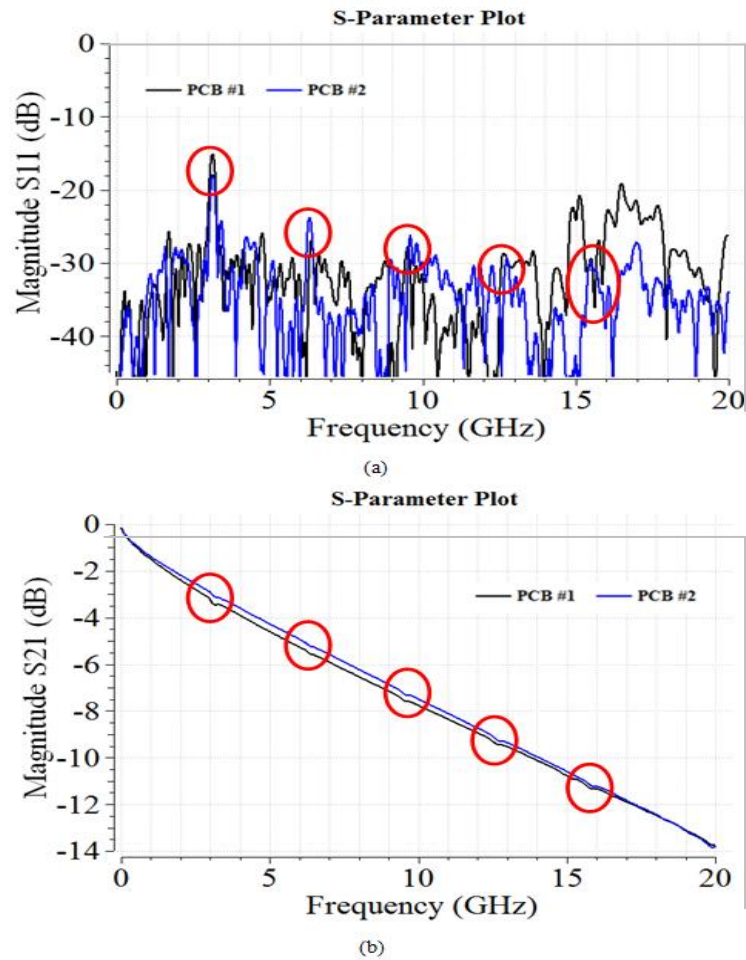 S-Parameter Plot
0
-10
-20
-30
-40
Magnitude S11 (dB)
PCB #1 PCB #2
0 5 10 15 20
Frequency (GHz)
(a)
S-Parameter Plot
0
-2
-4
-6
-8
-10
-12
-14
Magnitude S21 (dB)
PCB #1 PCB #2
0 5 10 15 20
Frequency (GHz)
(b)